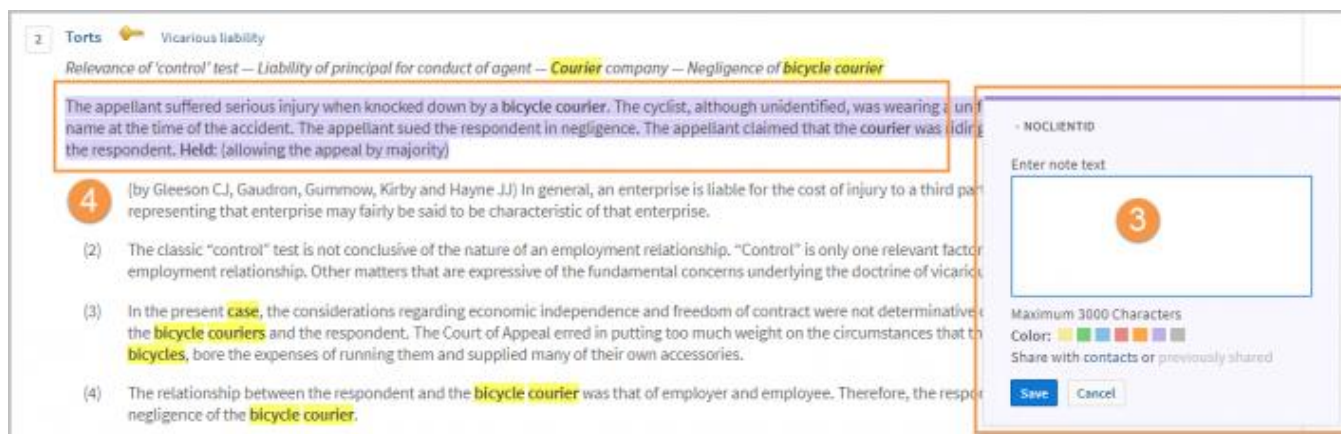 2 Torts Vicarious liability
Relevance of 'control' test — Liability of principal for conduct of agent — Courier company — Negligence of bicycle courier
The appellant suffered serious injury when knocked down by a bicycle courier. The cyclist, although unidentified, was wearing a
name at the time of the accident. The appellant sued the respondent in negligence. The appellant claimed that the courier was riding
the respondent. Held: (allowing the appeal by majority)
4
(by Gleeson CJ, Gaudron, Gummow, Kirby and Hayne JJ) In general, an enterprise is liable for the cost of injury to a third
representing that enterprise may fairly be said to be characteristic of that enterprise.
(2) The classic "control" test is not conclusive of the nature of an employment relationship. "Control" is only one relevant factor
employment relationship. Other matters that are expressive of the fundamental concerns underlying the doctrine of
(3) In the present case, the considerations regarding economic independence and freedom of contract were not determinative
the bicycle couriers and the respondent. The Court of Appeal erred in putting too much weight on the circumstances that
bicycles, bore the expenses of running them and supplied many of their own accessories.
(4) The relationship between the respondent and the bicycle courier was that of employer and employee. Therefore, the
negligence of the bicycle courier.
- NOCLIENTID
Enter note text
3
Maximum 3000 Characters
Color:
Share with contacts or previously shared
Save Cancel